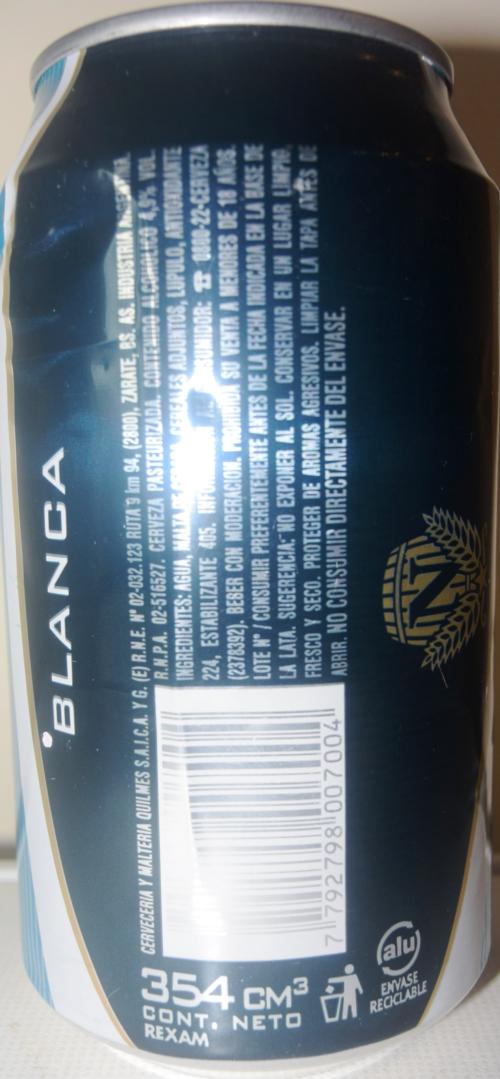 BLANCA
CERVECERIA Y MALTERIA QUILMES S.A.I.C.A. Y G. (E) R.N.E. N° 02-032.123 RUTA 9 km 94, (2800), ZARATE, BS. AS. INDUSTRIA
R.N.P.A. 02-516527. CERVEZA PASTEURIZADA. CONTENIDO ALCOHOLICO 4,9% VOL.
INGREDIENTES: AGUA, MALTA DE CEBADA, CEREALES ADJUNTOS, LUPULO, ANTIOXIDANTE
224, ESTABILIZANTE 405. CONSUMIDOR: ☎ 0800-22-CERVEZA
(2378392). BEBER CON MODERACION. PROHIBIDA SU VENTA A MENORES DE 18 AÑOS.
LOTE N° / CONSUMIR PREFERENTEMENTE ANTES DE LA FECHA INDICADA EN LA BASE DE
LA LATA. SUGERENCIA: NO EXPONER AL SOL. CONSERVAR EN UN LUGAR LIMPIO,
FRESCO Y SECO. PROTEGER DE AROMAS AGRESIVOS. LIMPIAR LA TAPA ANTES DE
ABRIR. NO CONSUMIR DIRECTAMENTE DEL ENVASE.
N
7 792798 007004
354 CM³
CONT. NETO
REXAM
alu
ENVASE
RECICLABLE